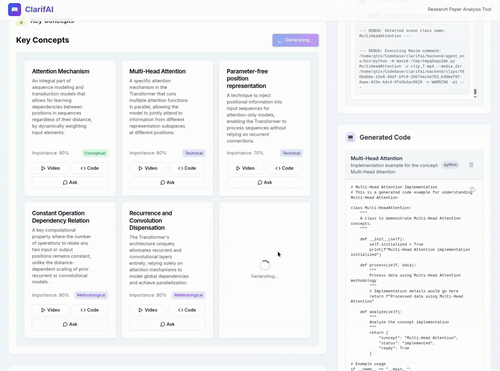 ClarifAI
Research Paper Analysis Tool
Key Concepts
Key Concepts
Generating...
Attention Mechanism
An integral part of
sequence modeling and
transduction models that
allows for learning
dependencies between
positions in sequences
regardless of their distance,
by dynamically weighting
input elements.
Importance: 90%
Conceptual
Video
Code
Ask
Multi-Head Attention
A specific attention
mechanism in the
Transformer that runs
multiple attention functions
in parallel, allowing the
model to jointly attend to
information from different
representation subspaces
at different positions.
Importance: 80%
Technical
Video
Code
Ask
Parameter-free
position
representation
A technique to inject
positional information into
input sequences for
attention-only models,
enabling the Transformer to
process sequences without
relying on recurrence or
convolutions.
Importance: 70%
Technical
Video
Code
Ask
Constant Operation
Dependency Relation
A key computational
property where the number
of operations to relate any
two input or output
positions remains constant,
unlike the distance-
dependent scaling of prior
recurrent or convolutional
models.
Importance: 80%
Methodological
Video
Code
Ask
Recurrence and
Convolution
Dispensation
The Transformer's
architecture uniquely
eliminates recurrent and
convolutional layers
entirely, relying solely on
attention mechanisms to
model global dependencies
and achieve parallelization.
Importance: 90%
Methodological
Video
Code
Ask
Generating...
--- DEBUG: Detected scene class name:
MultiHeadAttention ---
--- DEBUG: Executing Manim command:
Generated Code
Multi-Head Attention
Implementation example for the concept:
Multi-Head Attention
python
# Multi-Head Attention Implementation
# This is a generated code example for understanding
Multi-Head Attention
class Multi-HeadAttention:
"""
A class to demonstrate Multi-Head Attention
concepts.
"""
def __init__(self):
self.initialized = True
print(f"Multi-Head Attention implementation
initialized")
def process(self, data):
"""
Process data using Multi-Head Attention
methodology
"""
# Implementation details would go here
return f"Processed data using Multi-Head
Attention"
def analyze(self):
"""
Analyze the concept implementation
"""
return {
"concept": "Multi-Head Attention",
"status": "implemented",
"ready": True
}
# Example usage
if __name__ == "__main__":